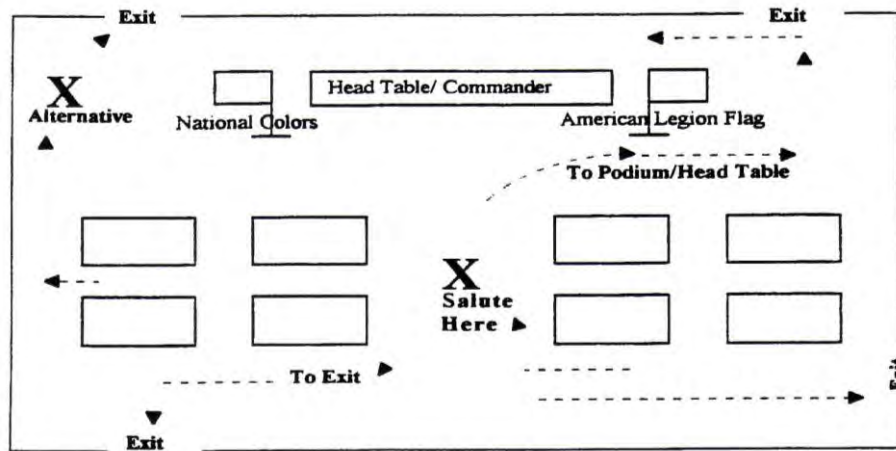 Exit
Exit
X
Alternative
Head Table/ Commander
National Colors
American Legion Flag
To Podium/Head Table
X
Salute
Here
To Exit
Exit
Exit